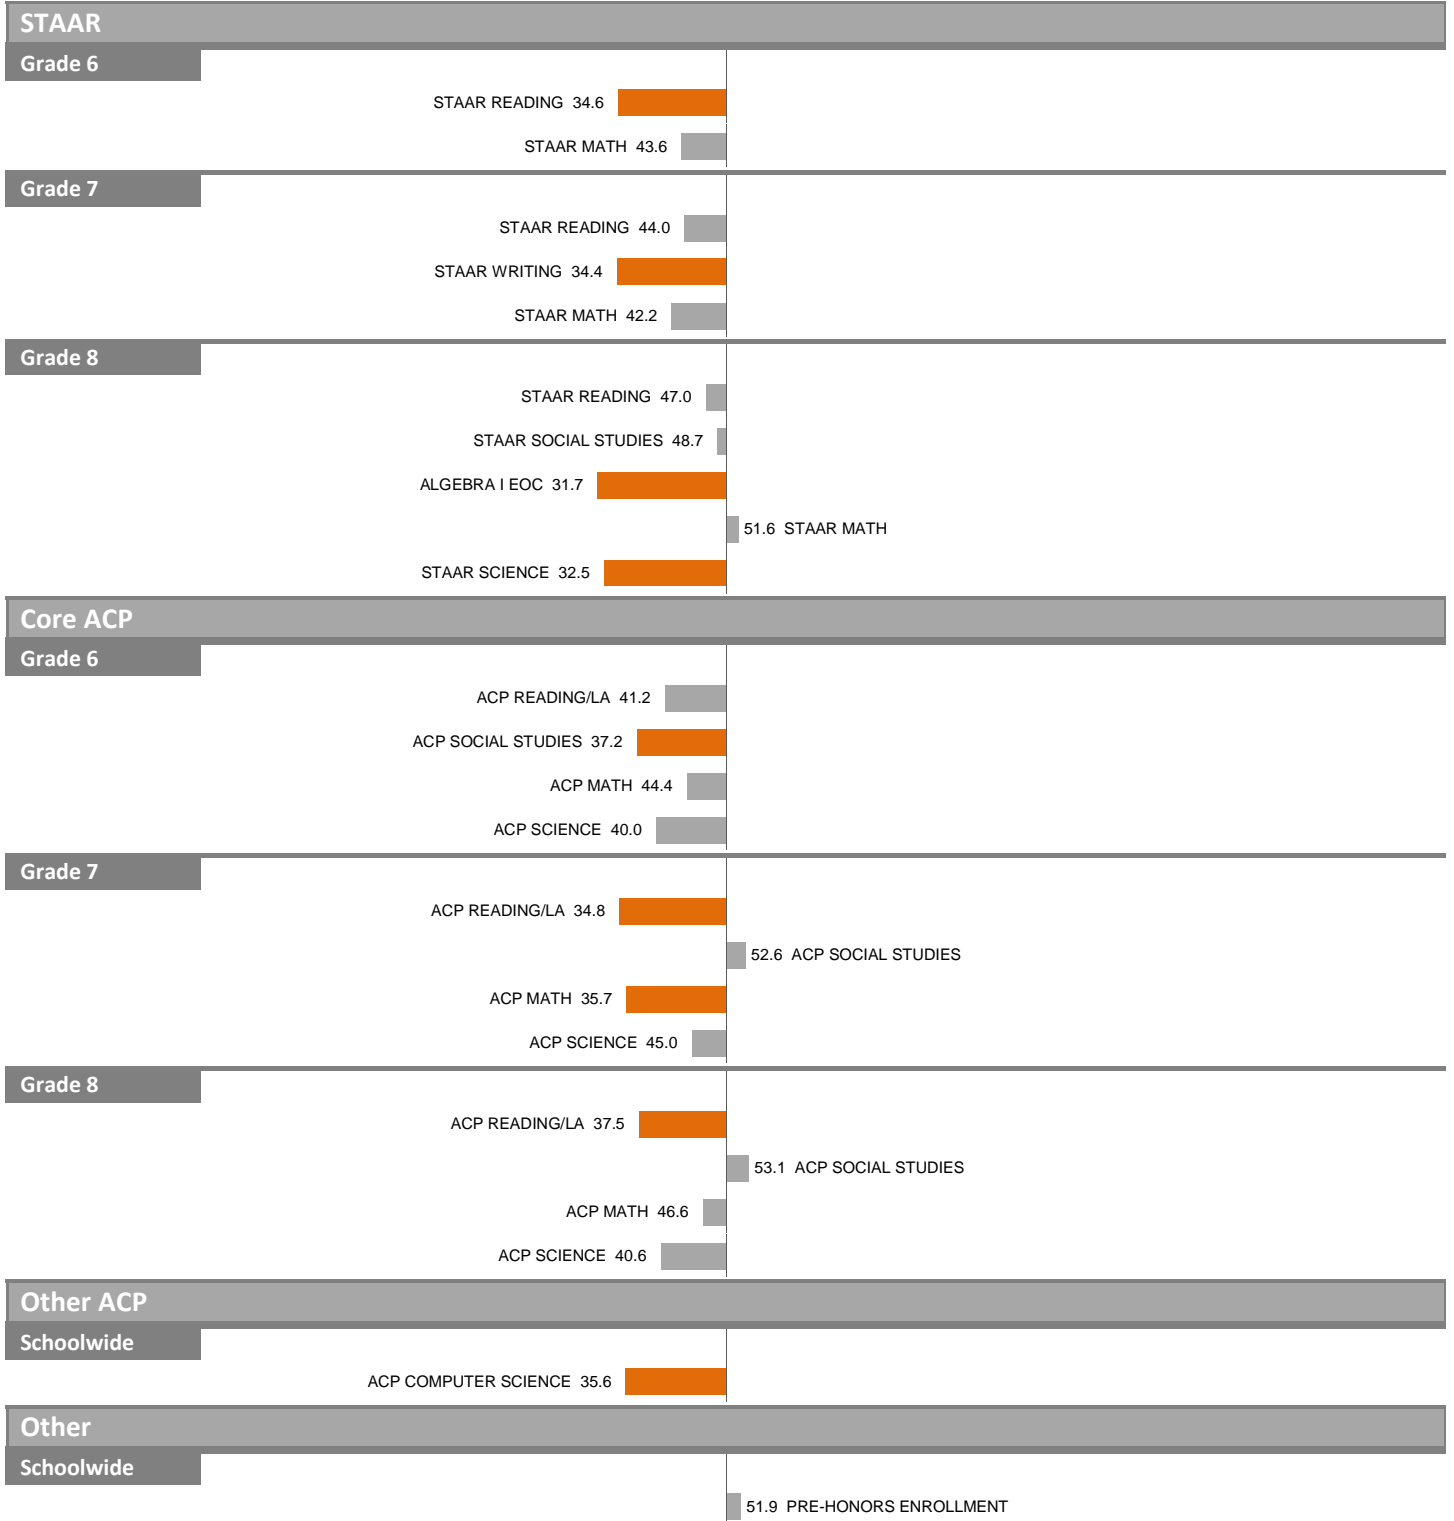 STAAR
Grade 6
STAAR READING 34.6
STAAR MATH 43.6
Grade 7
STAAR READING 44.0
STAAR WRITING 34.4
STAAR MATH 42.2
Grade 8
STAAR READING 47.0
STAAR SOCIAL STUDIES 48.7
ALGEBRA I EOC 31.7
51.6 STAAR MATH
STAAR SCIENCE 32.5
Core ACP
Grade 6
ACP READING/LA 41.2
ACP SOCIAL STUDIES 37.2
ACP MATH 44.4
ACP SCIENCE 40.0
Grade 7
ACP READING/LA 34.8
52.6 ACP SOCIAL STUDIES
ACP MATH 35.7
ACP SCIENCE 45.0
Grade 8
ACP READING/LA 37.5
53.1 ACP SOCIAL STUDIES
ACP MATH 46.6
ACP SCIENCE 40.6
Other ACP
Schoolwide
ACP COMPUTER SCIENCE 35.6
Other
Schoolwide
51.9 PRE-HONORS ENROLLMENT